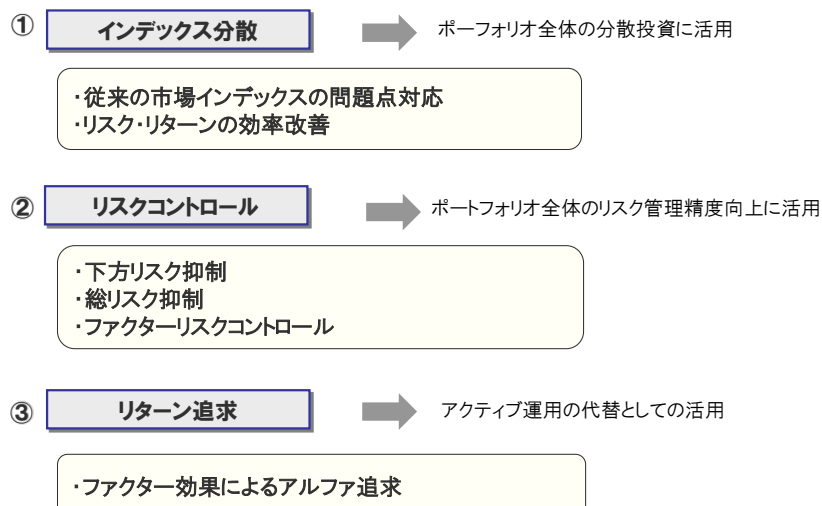 ① インデックス分散 ポーフォリオ全体の分散投資に活用
・従来の市場インデックスの問題点対応
・リスク・リターンの効率改善
② リスクコントロール ポートフォリオ全体のリスク管理精度向上に活用
・下方リスク抑制
・総リスク抑制
・ファクターリスクコントロール
③ リターン追求 アクティブ運用の代替としての活用
・ファクター効果によるアルファ追求